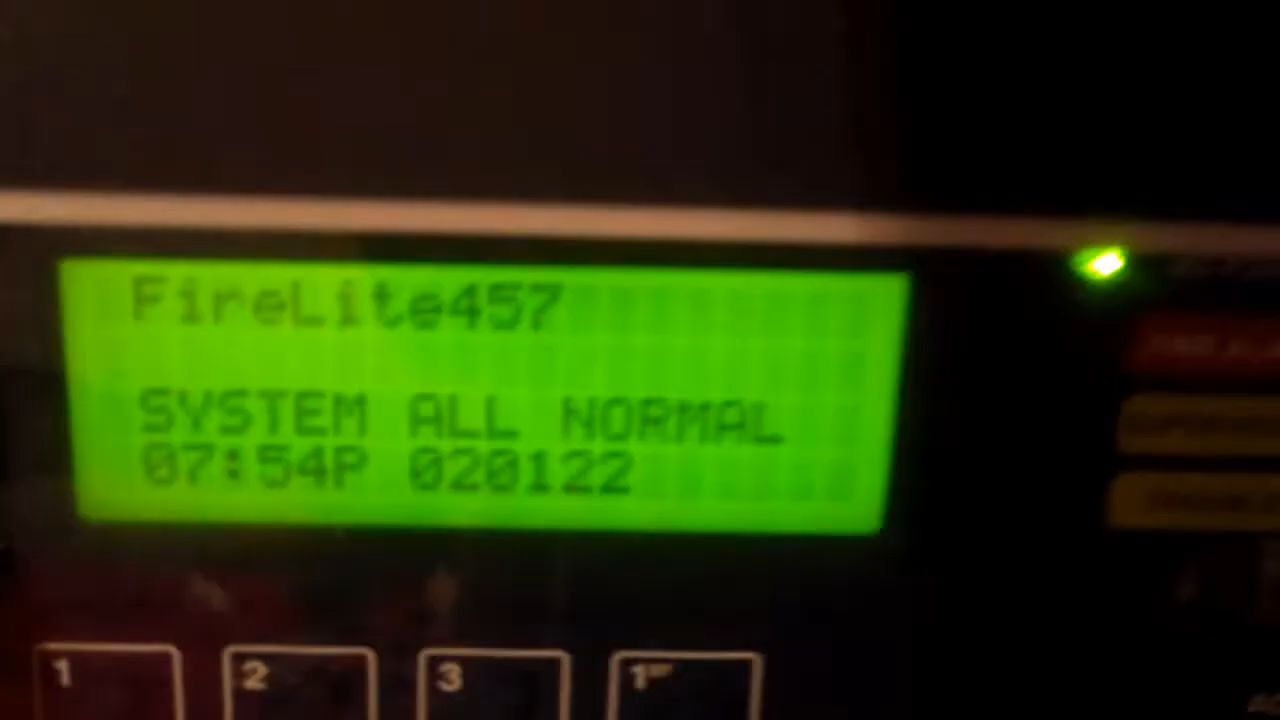 FireLite457
SYSTEM ALL NORMAL
07:54P 020122
1
2
3